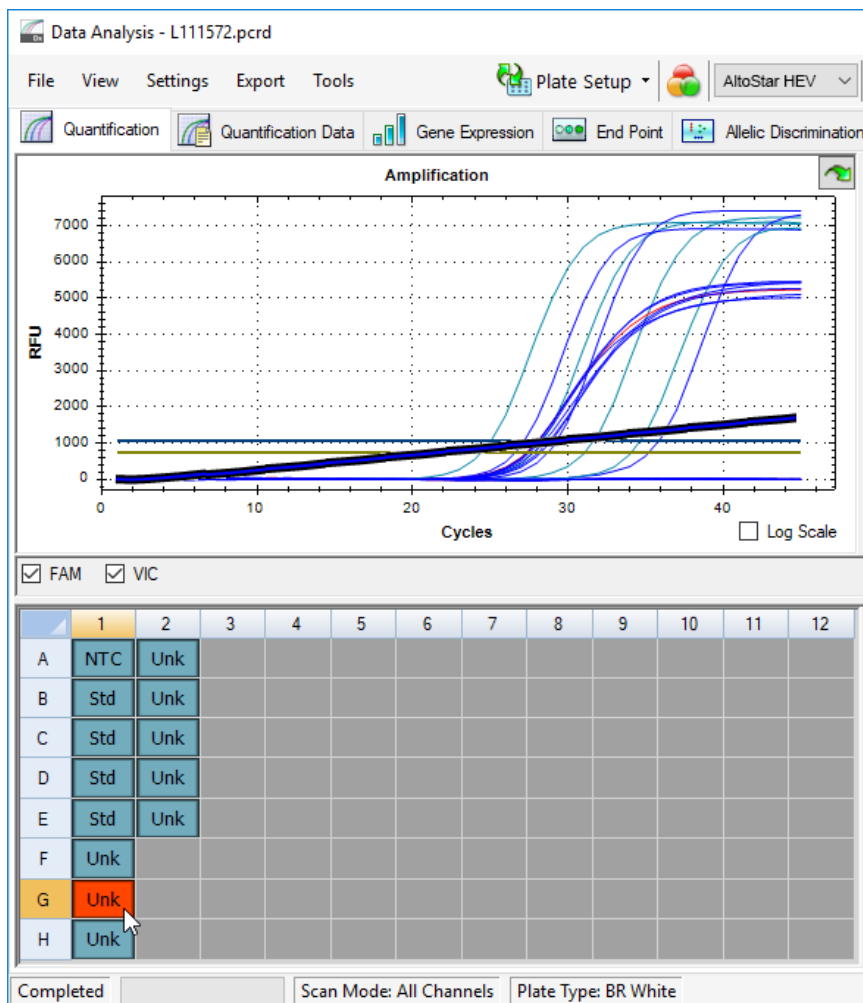 Data Analysis - L111572.pcrd
File View Settings Export Tools Plate Setup AltoStar HEV
Quantification Quantification Data Gene Expression End Point Allelic Discrimination
Amplification
7000
6000
5000
4000
3000
2000
1000
0
RFU
0 10 20 30 40
Cycles
Log Scale
FAM VIC
1 2 3 4 5 6 7 8 9 10 11 12
A NTC Unk
B Std Unk
C Std Unk
D Std Unk
E Std Unk
F Unk
G Unk
H Unk
Completed Scan Mode: All Channels Plate Type: BR White